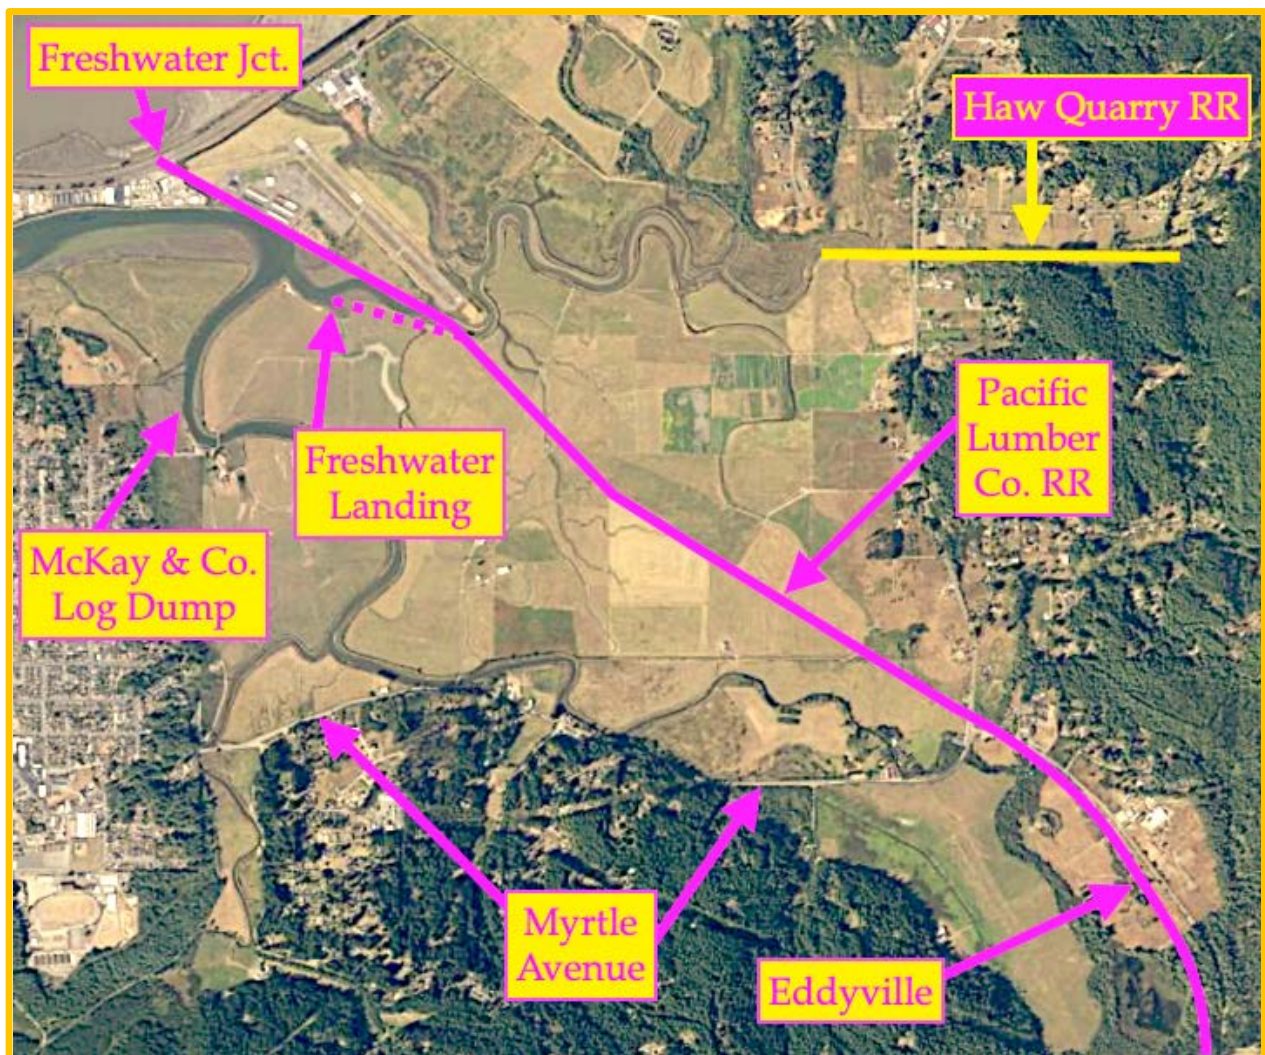 Freshwater Jct.
Haw Quarry RR
Pacific
Lumber
Co. RR
Freshwater
Landing
McKay & Co.
Log Dump
Myrtle
Avenue
Eddyville